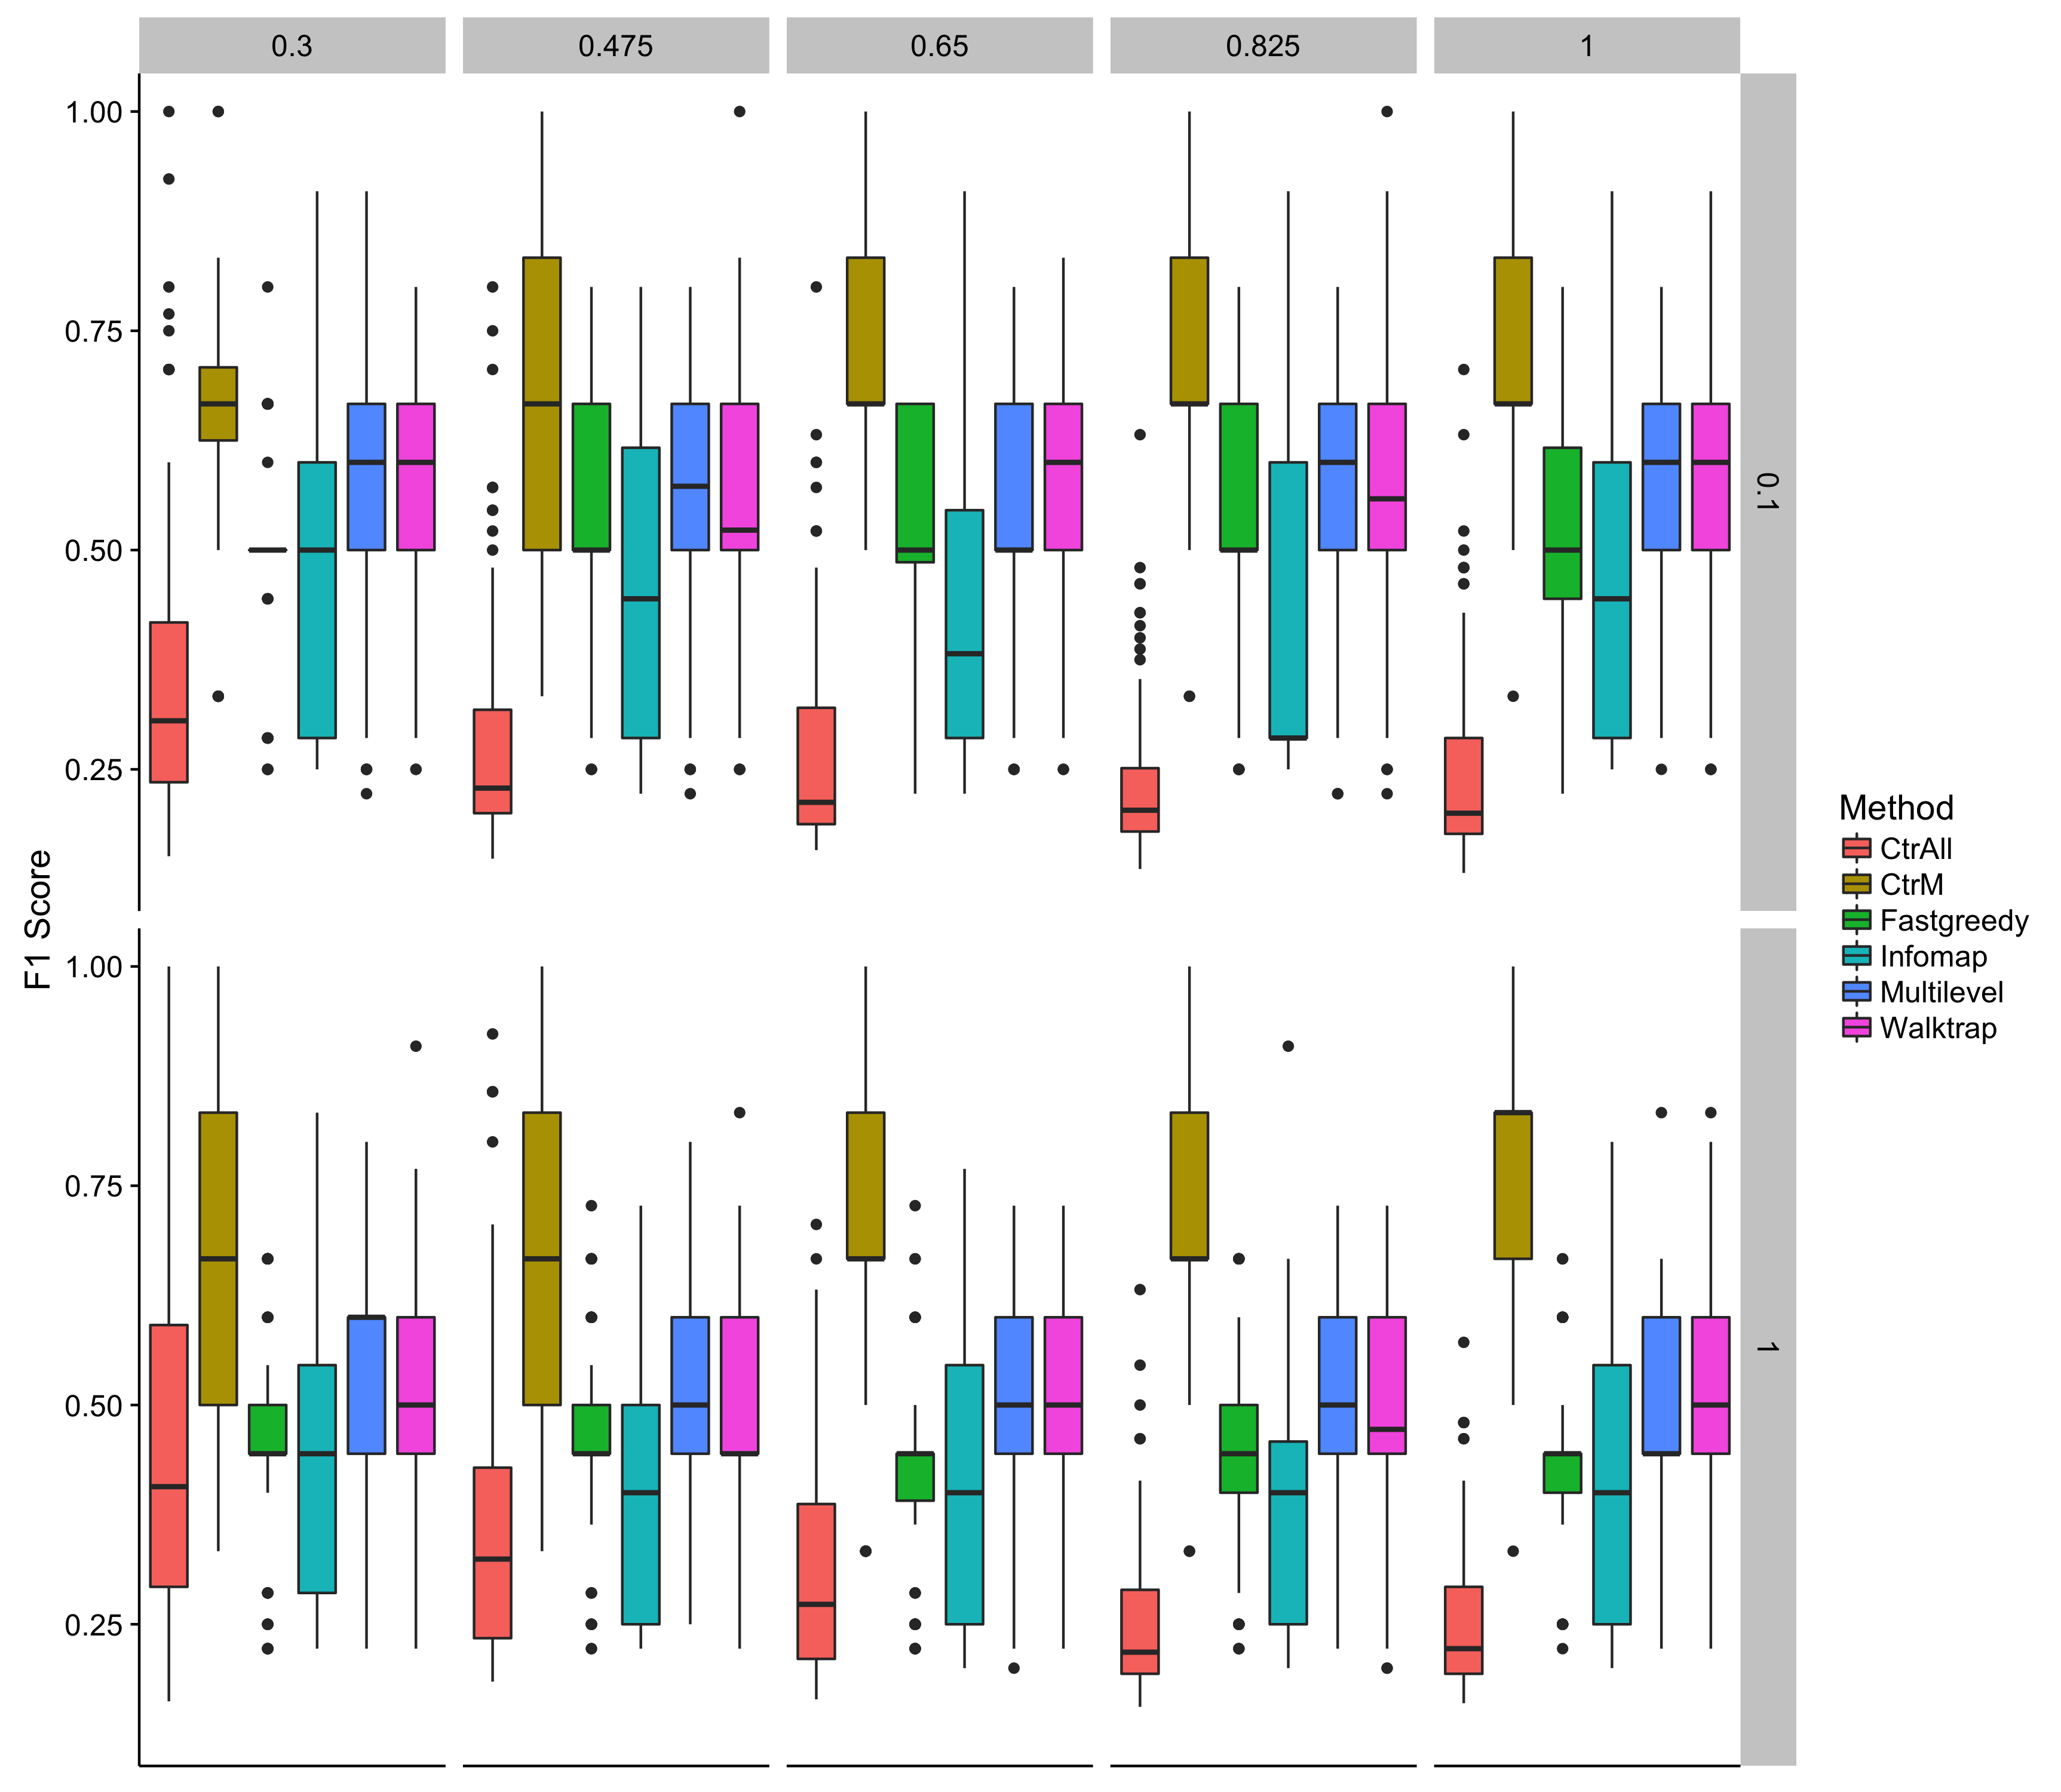 0.3 0.475 0.65 0.825 1
1.00
0.75
0.50
0.25
0.1
F1 Score
1.00
0.75
0.50
0.25
1
Method
CtrAll
CtrM
Fastgreedy
Infomap
Multilevel
Walktrap